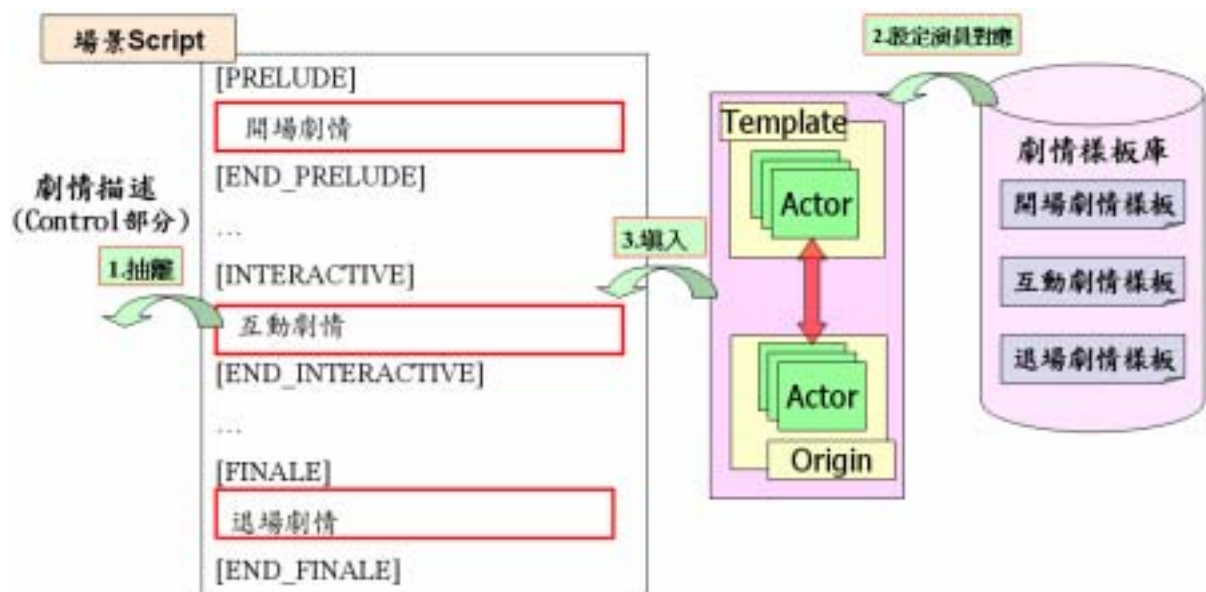 場景Script
[PRELUDE]
開場劇情
[END_PRELUDE]
...
[INTERACTIVE]
互動劇情
[END_INTERACTIVE]
...
[FINALE]
退場劇情
[END_FINALE]
劇情描述
(Control部分)
1.抽離
3.填入
Template
Actor
Actor
Origin
2.設定演員對應
劇情樣板庫
開場劇情樣板
互動劇情樣板
退場劇情樣板